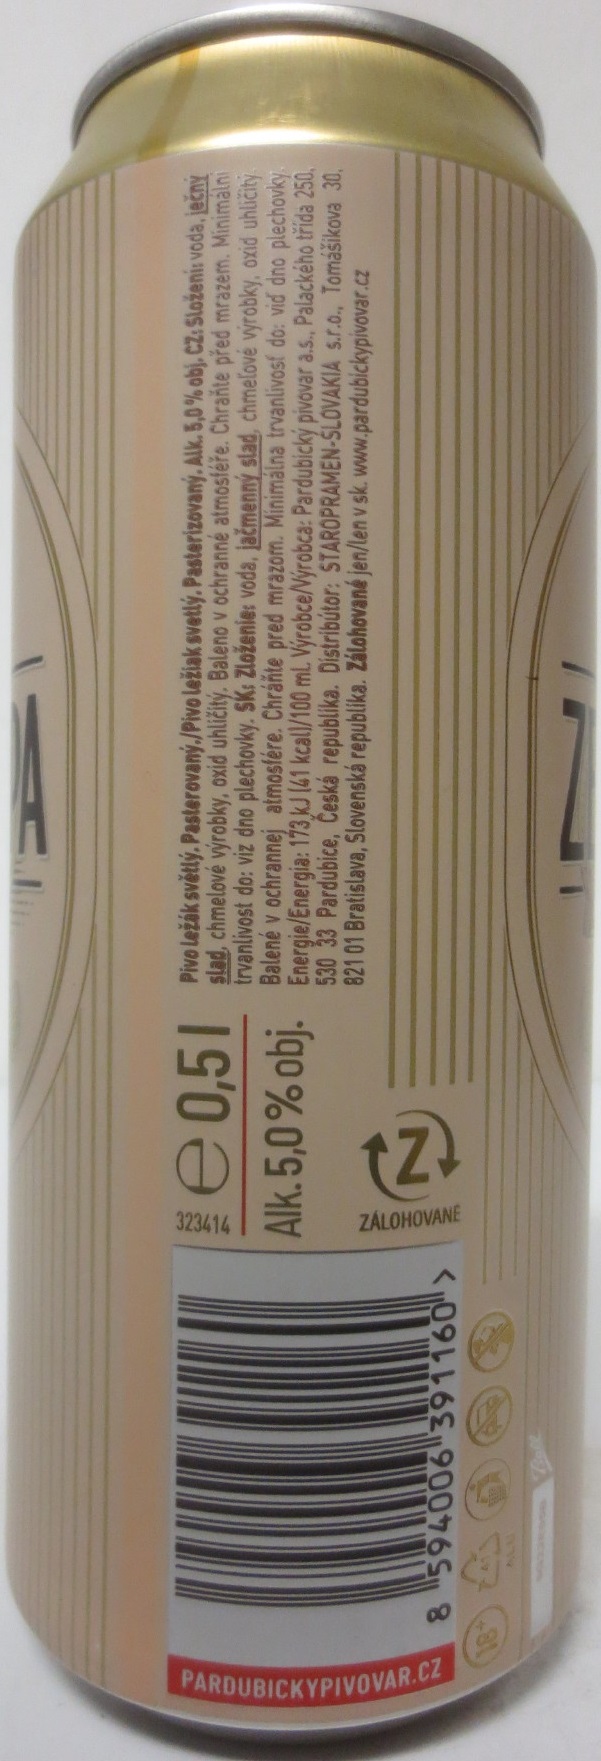 Pivo ležák světlý. Pasterovaný./Pivo ležiak svetlý. Pasterizovaný. Alk. 5,0 % obj. CZ: Složení: voda, ječný
slad, chmelové výrobky, oxid uhličitý. Baleno v ochranné atmosféře. Chraňte před mrazem. Minimální
trvanlivost do: viz dno plechovky. SK: Zloženie: voda, jačmenný slad, chmeľové výrobky, oxid uhličitý.
Balené v ochrannej atmosfére. Chráňte pred mrazom. Minimálna trvanlivosť do: viď dno plechovky.
Energie/Energia: 173 kJ (41 kcal)/100 ml. Výrobce/Výrobca: Pardubický pivovar a.s., Palackého třída 250,
530 33 Pardubice, Česká republika. Distribútor: STAROPRAMEN-SLOVAKIA s.r.o., Tomášikova 30,
821 01 Bratislava, Slovenská republika. Zálohované jen/len v sk. www.pardubickypivovar.cz
e 0,5 l
323414
Alk. 5,0 % obj.
Z
ZÁLOHOVANÉ
8 594006 391160 >
18+
41
ALU
PARDUBICKYPIVOVAR.CZ
PA
Z